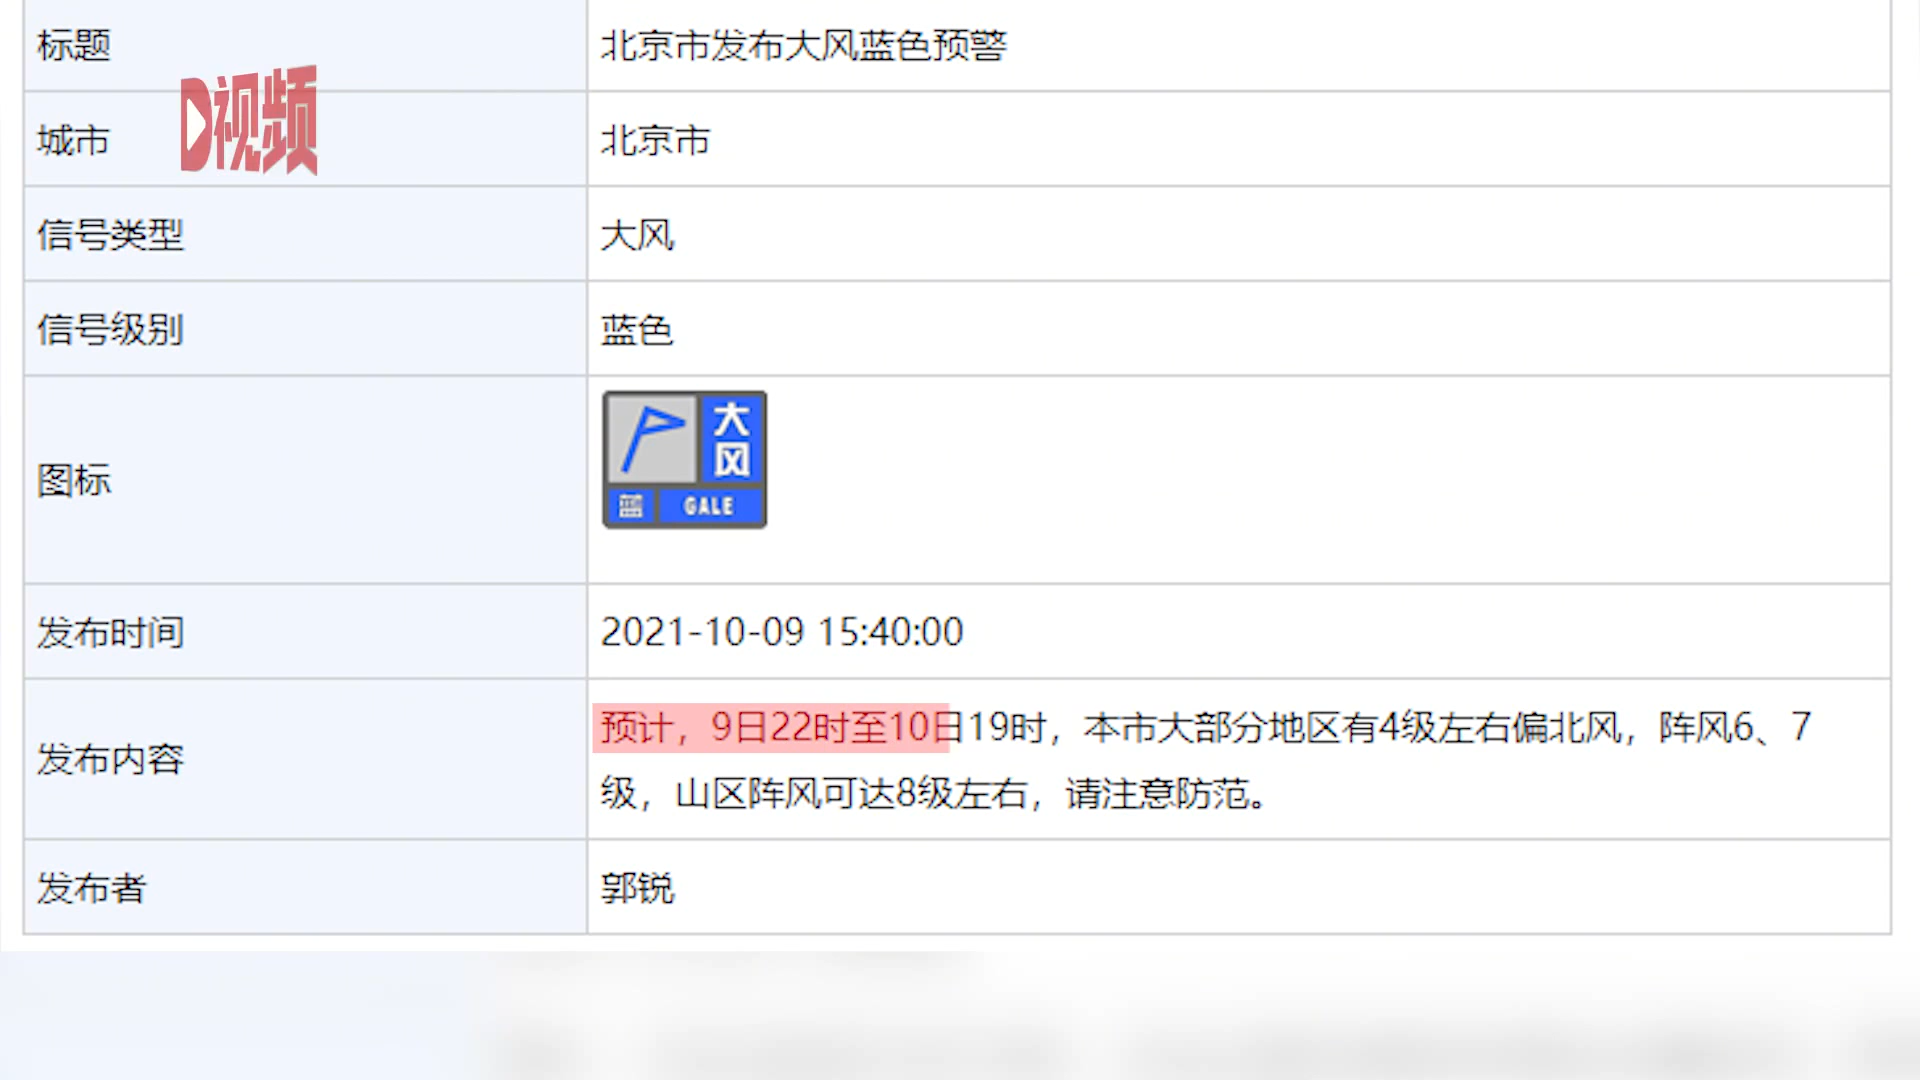 标题 北京市发布大风蓝色预警
D视频
城市 北京市
信号类型 大风
信号级别 蓝色
图标 大风 蓝 GALE
发布时间 2021-10-09 15:40:00
发布内容 预计，9日22时至10日19时，本市大部分地区有4级左右偏北风，阵风6、7
级，山区阵风可达8级左右，请注意防范。
发布者 郭锐